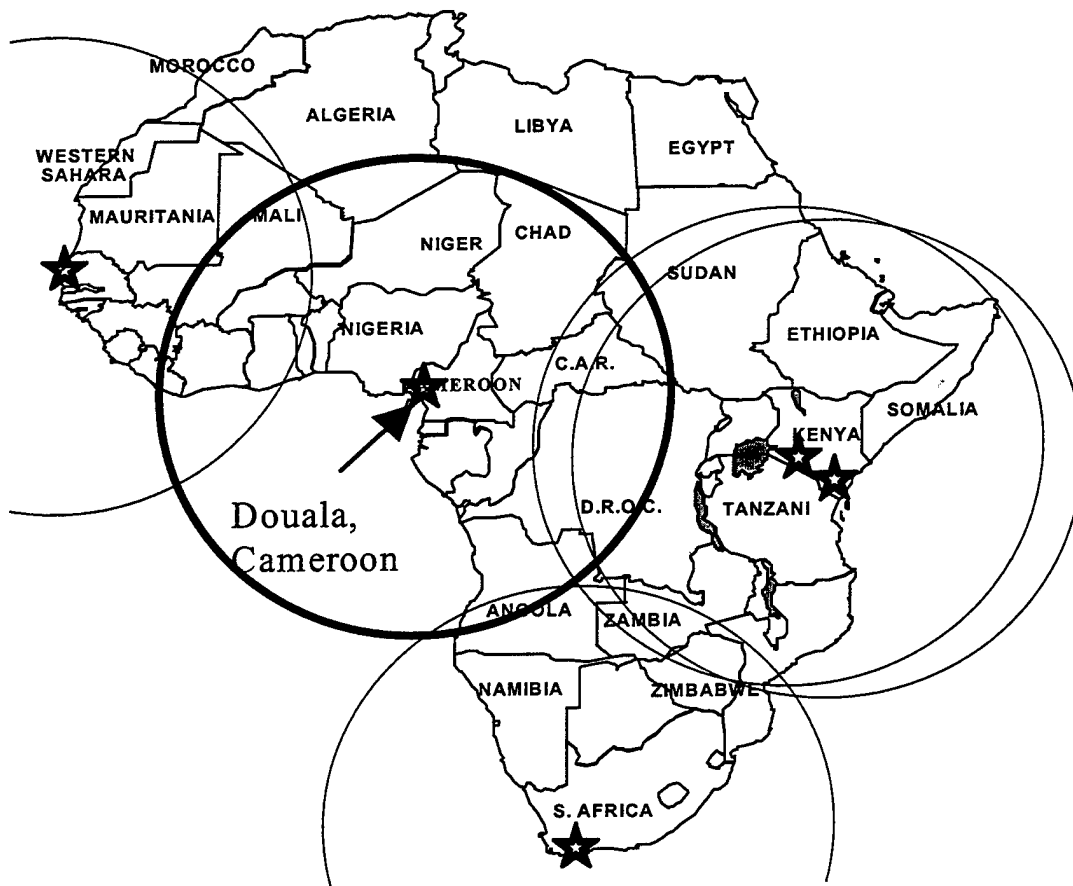 MOROCCO
ALGERIA
LIBYA
EGYPT
WESTERN
SAHARA
MAURITANIA
MALI
NIGER
CHAD
SUDAN
NIGERIA
ETHIOPIA
C.A.R.
MEROON
SOMALIA
KENYA
D.R.O.C.
TANZANI
Douala,
Cameroon
ANGOLA
ZAMBIA
NAMIBIA
ZIMBABWE
S. AFRICA